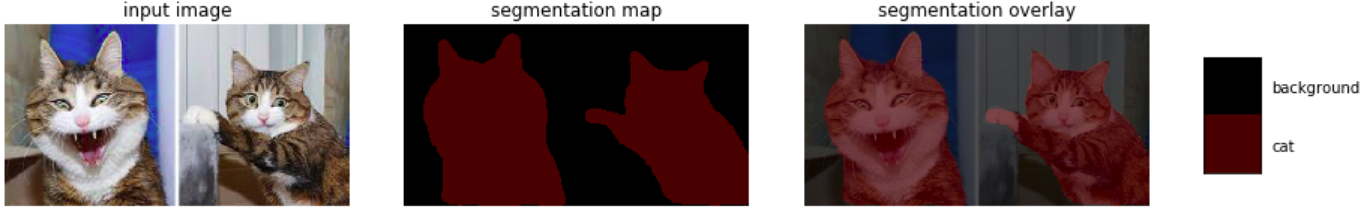 input image
segmentation map
segmentation overlay
background
cat